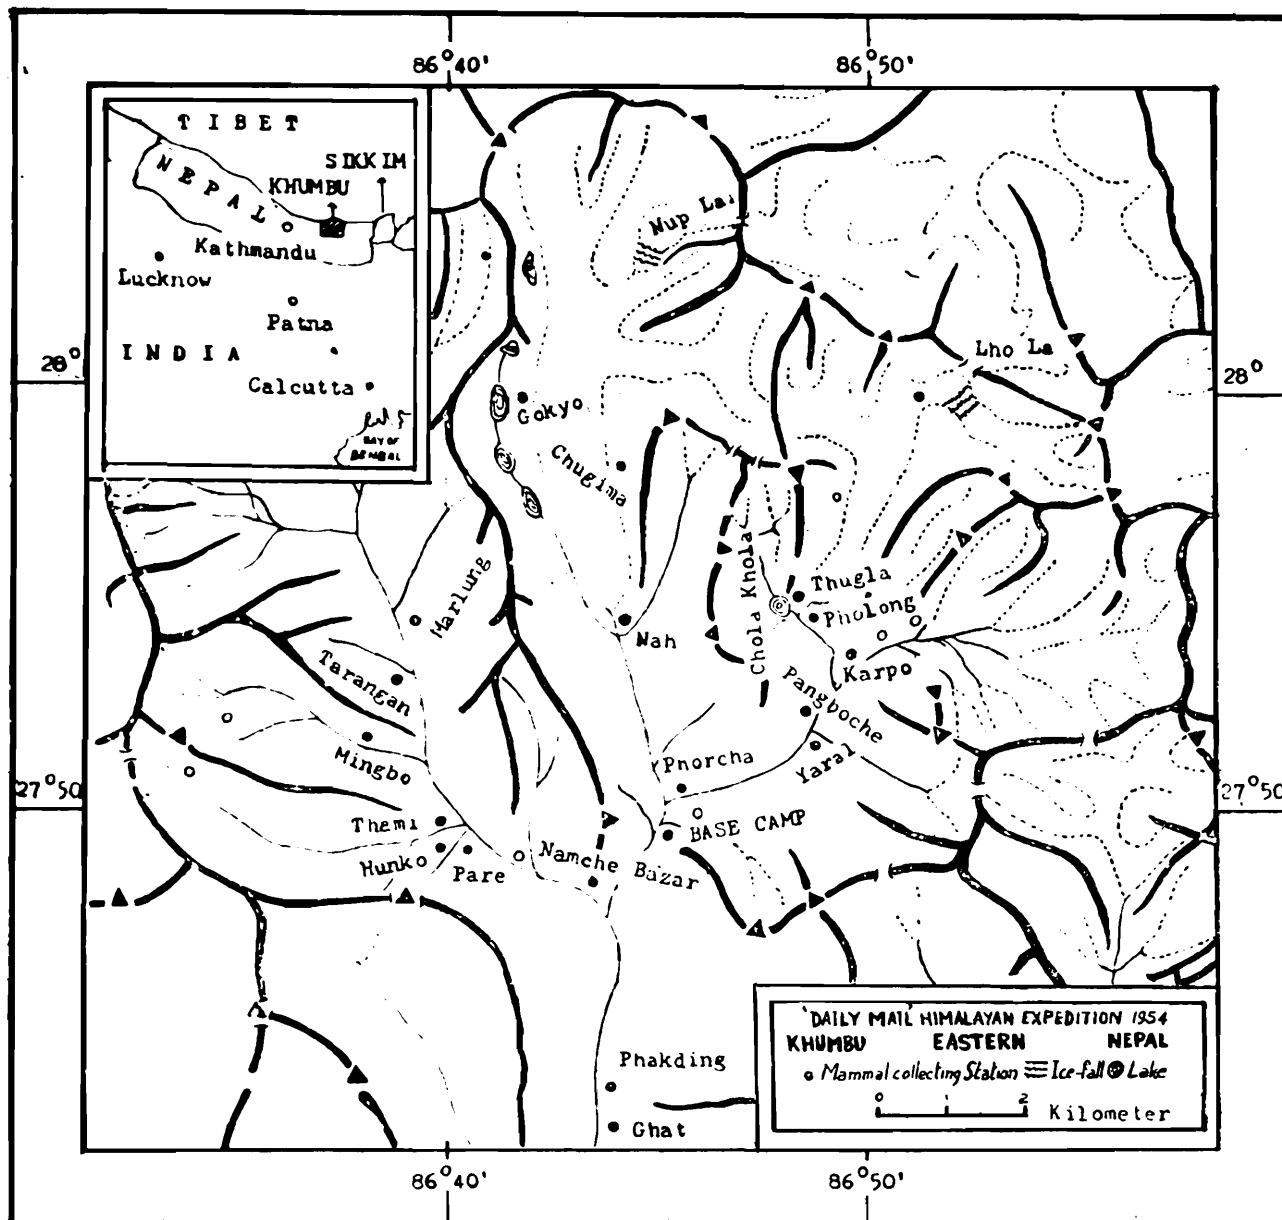 86°40'
86°50'
TIBET
NEPAL
SIKKIM
KHUMBU
Kathmandu
Lucknow
Patna
INDIA
Calcutta
BAY OF
BENGAL
Nup La
Lho La
28°
28°
Gokyo
Chugima
Marlung
Chola Khola
Thugla
Pholong
Nah
Karpo
Tarangan
Pangboche
Mingbo
Yaral
Phorcha
27°50
27°50
Themi
BASE CAMP
Hunko
Pare
Namche Bazar
'DAILY MAIL' HIMALAYAN EXPEDITION 1954
KHUMBU EASTERN NEPAL
Mammal collecting Station Ice-fall Lake
0 1 2
Kilometer
Phakding
Ghat
86°40'
86°50'